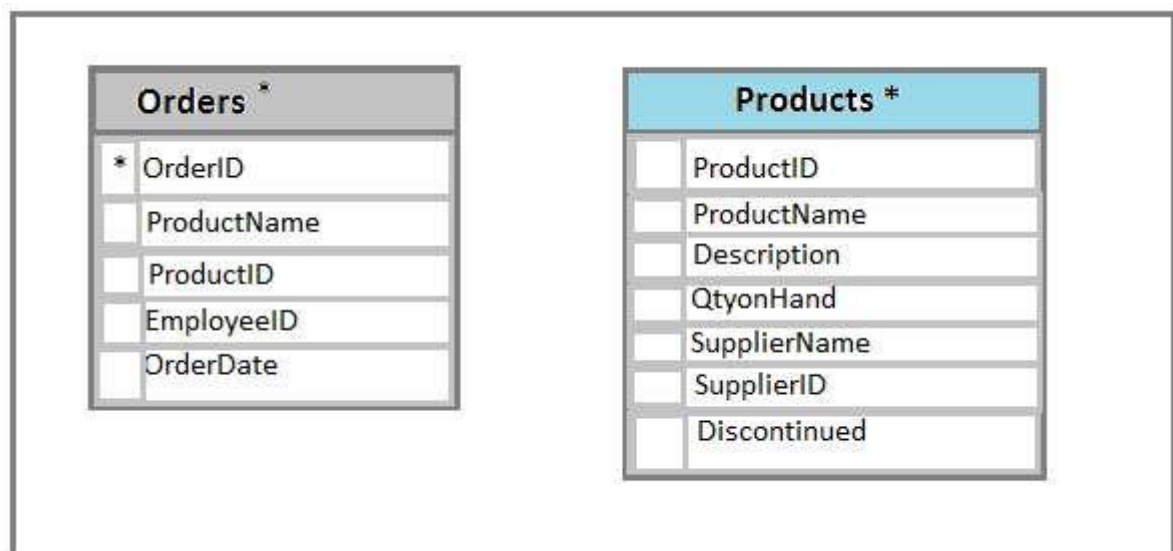 Orders *
* OrderID
ProductName
ProductID
EmployeeID
OrderDate
Products *
ProductID
ProductName
Description
QtyonHand
SupplierName
SupplierID
Discontinued